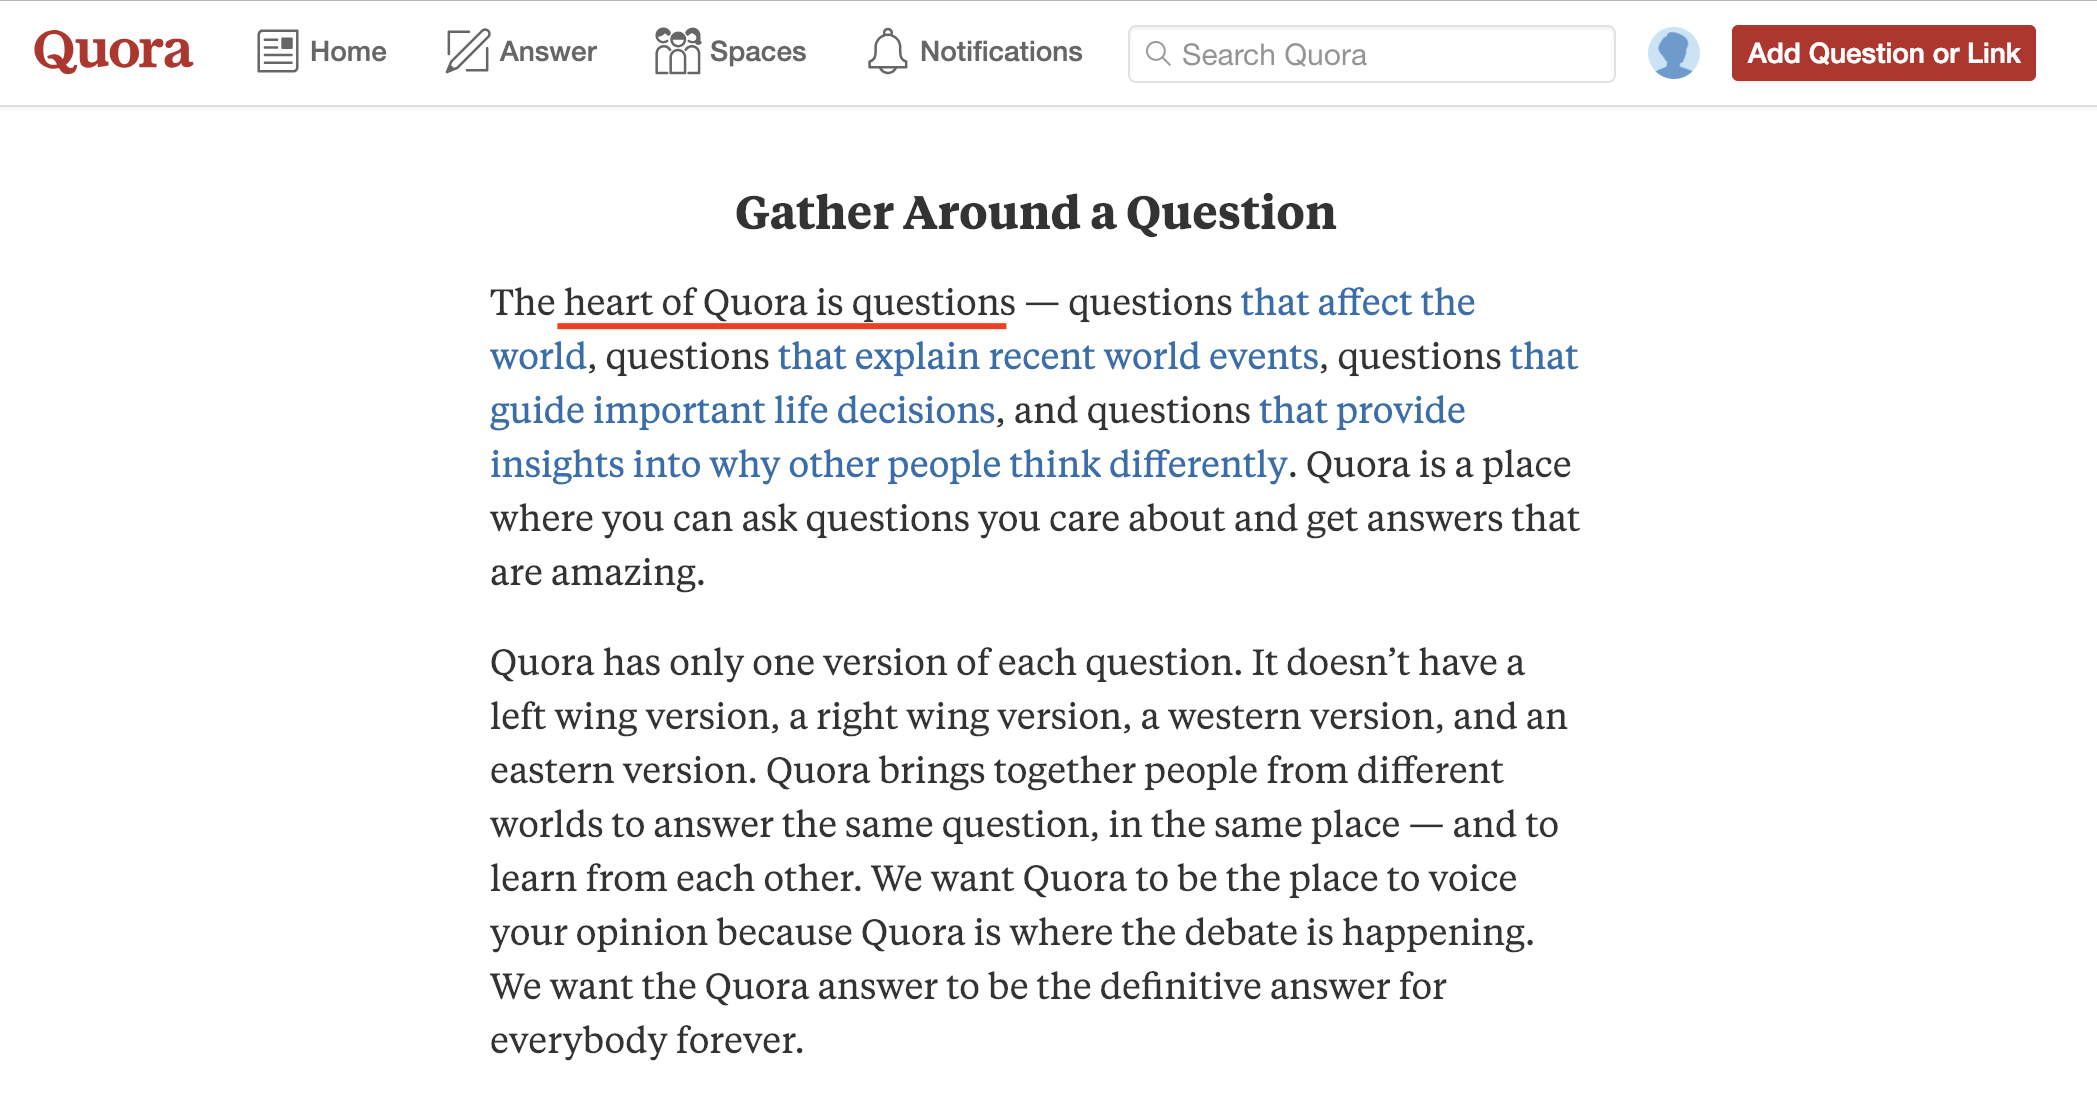 Quora Home Answer Spaces Notifications Search Quora Add Question or Link
Gather Around a Question
The heart of Quora is questions — questions that affect the
world, questions that explain recent world events, questions that
guide important life decisions, and questions that provide
insights into why other people think differently. Quora is a place
where you can ask questions you care about and get answers that
are amazing.
Quora has only one version of each question. It doesn’t have a
left wing version, a right wing version, a western version, and an
eastern version. Quora brings together people from different
worlds to answer the same question, in the same place — and to
learn from each other. We want Quora to be the place to voice
your opinion because Quora is where the debate is happening.
We want the Quora answer to be the definitive answer for
everybody forever.